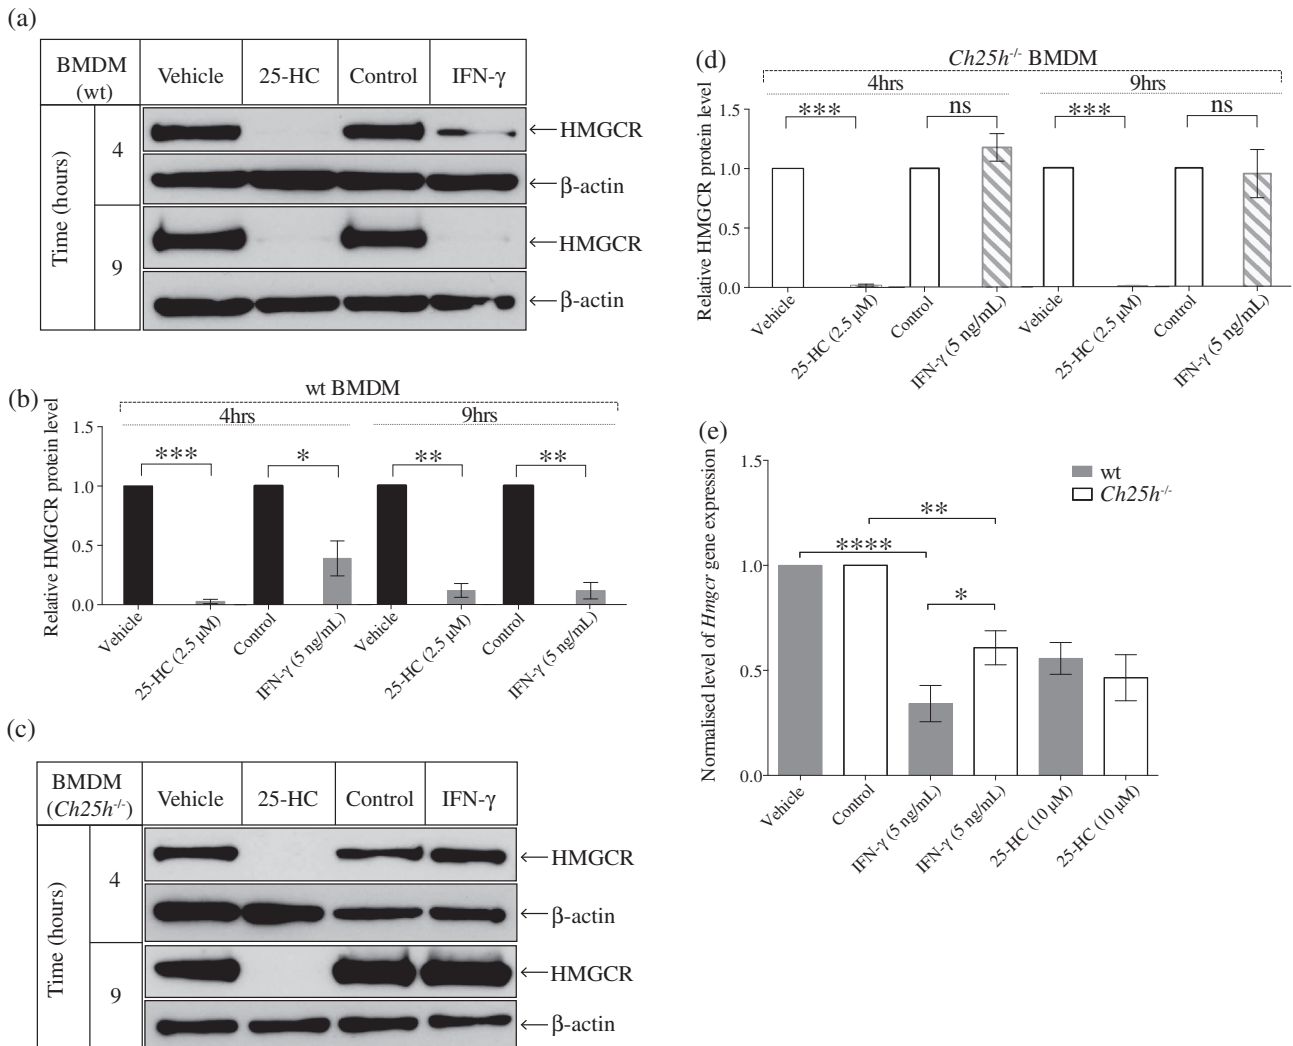 (a)
BMDM
(wt)
Vehicle
25-HC
Control
IFN-γ
Time (hours)
4
←HMGCR
←β-actin
9
←HMGCR
←β-actin
(b)
wt BMDM
4hrs
9hrs
Relative HMGCR protein level
1.5
1.0
0.5
0.0
***
*
**
**
Vehicle
25-HC (2.5 μM)
Control
IFN-γ (5 ng/mL)
Vehicle
25-HC (2.5 μM)
Control
IFN-γ (5 ng/mL)
(c)
BMDM
(Ch25h-/-)
Vehicle
25-HC
Control
IFN-γ
Time (hours)
4
←HMGCR
←β-actin
9
←HMGCR
←β-actin
(d)
Ch25h-/- BMDM
4hrs
9hrs
Relative HMGCR protein level
1.5
1.0
0.5
0.0
***
ns
***
ns
Vehicle
25-HC (2.5 μM)
Control
IFN-γ (5 ng/mL)
Vehicle
25-HC (2.5 μM)
Control
IFN-γ (5 ng/mL)
(e)
Normalised level of Hmgcr gene expression
1.5
1.0
0.5
0.0
wt
Ch25h-/-
**
****
*
Vehicle
Control
IFN-γ (5 ng/mL)
IFN-γ (5 ng/mL)
25-HC (10 μM)
25-HC (10 μM)